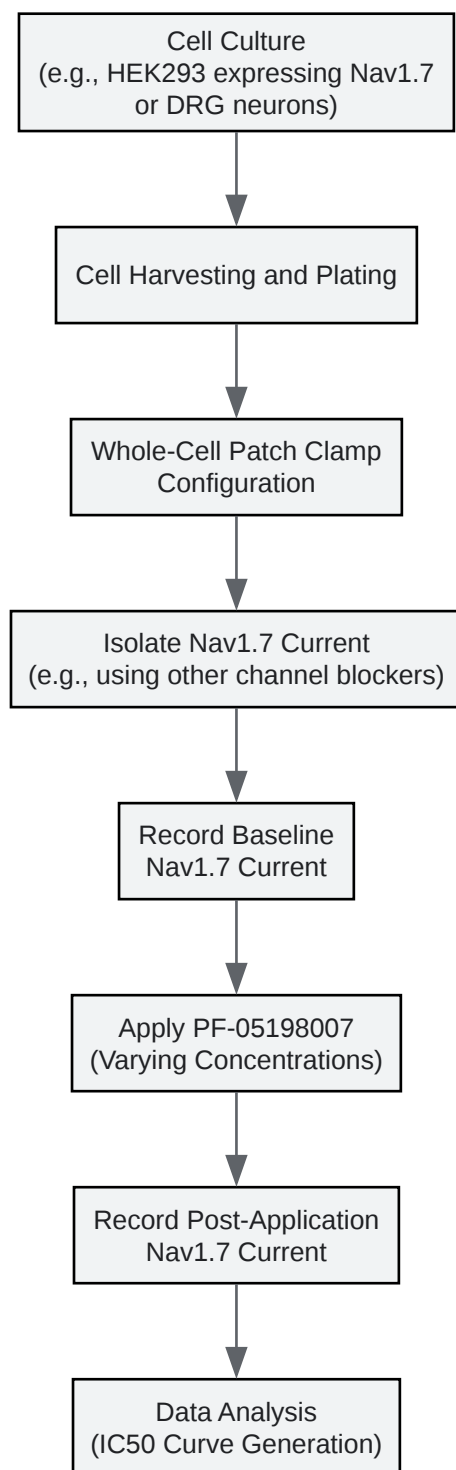 Cell Culture
(e.g., HEK293 expressing Nav1.7
or DRG neurons)
Cell Harvesting and Plating
Whole-Cell Patch Clamp
Configuration
Isolate Nav1.7 Current
(e.g., using other channel blockers)
Record Baseline
Nav1.7 Current
Apply PF-05198007
(Varying Concentrations)
Record Post-Application
Nav1.7 Current
Data Analysis
(IC50 Curve Generation)